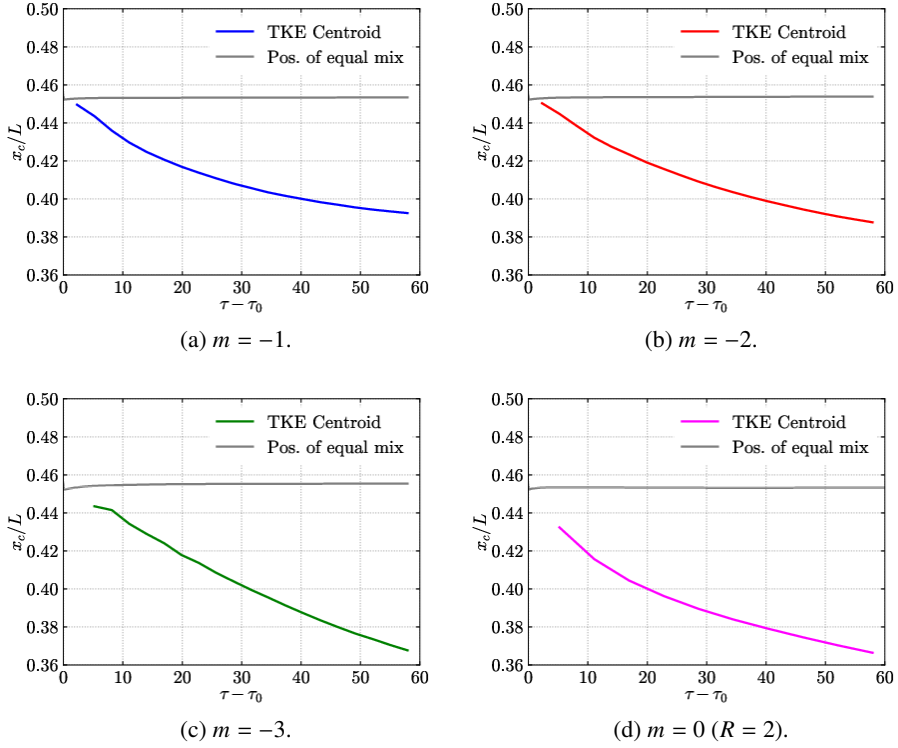 0.50
0.48
0.46
0.44
0.42
0.40
0.38
0.36
x_c/L
TKE Centroid
Pos. of equal mix
0 10 20 30 40 50 60
τ − τ_0
(a) m = −1.
0.50
0.48
0.46
0.44
0.42
0.40
0.38
0.36
x_c/L
TKE Centroid
Pos. of equal mix
0 10 20 30 40 50 60
τ − τ_0
(b) m = −2.
0.50
0.48
0.46
0.44
0.42
0.40
0.38
0.36
x_c/L
TKE Centroid
Pos. of equal mix
0 10 20 30 40 50 60
τ − τ_0
(c) m = −3.
0.50
0.48
0.46
0.44
0.42
0.40
0.38
0.36
x_c/L
TKE Centroid
Pos. of equal mix
0 10 20 30 40 50 60
τ − τ_0
(d) m = 0 (R = 2).